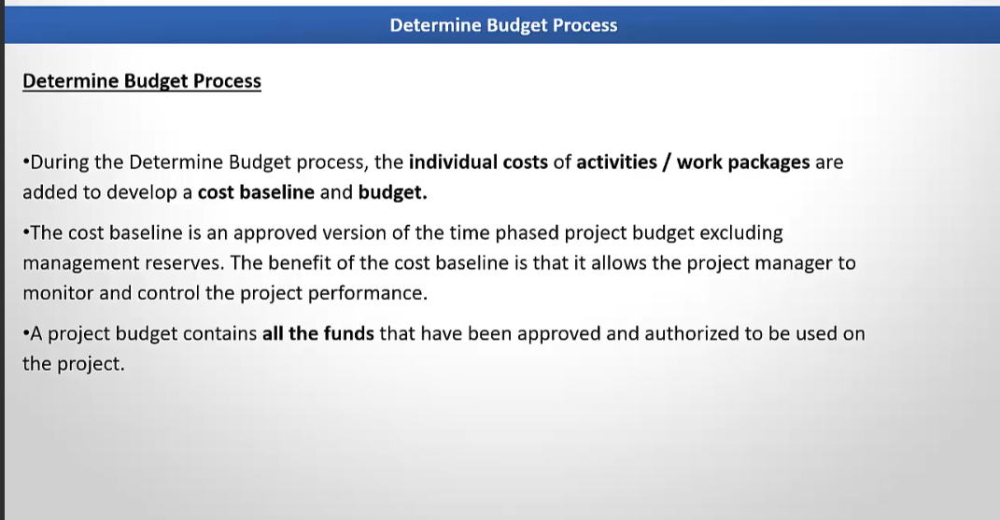 Determine Budget Process
Determine Budget Process
•During the Determine Budget process, the individual costs of activities / work packages are
added to develop a cost baseline and budget.
•The cost baseline is an approved version of the time phased project budget excluding
management reserves. The benefit of the cost baseline is that it allows the project manager to
monitor and control the project performance.
•A project budget contains all the funds that have been approved and authorized to be used on
the project.